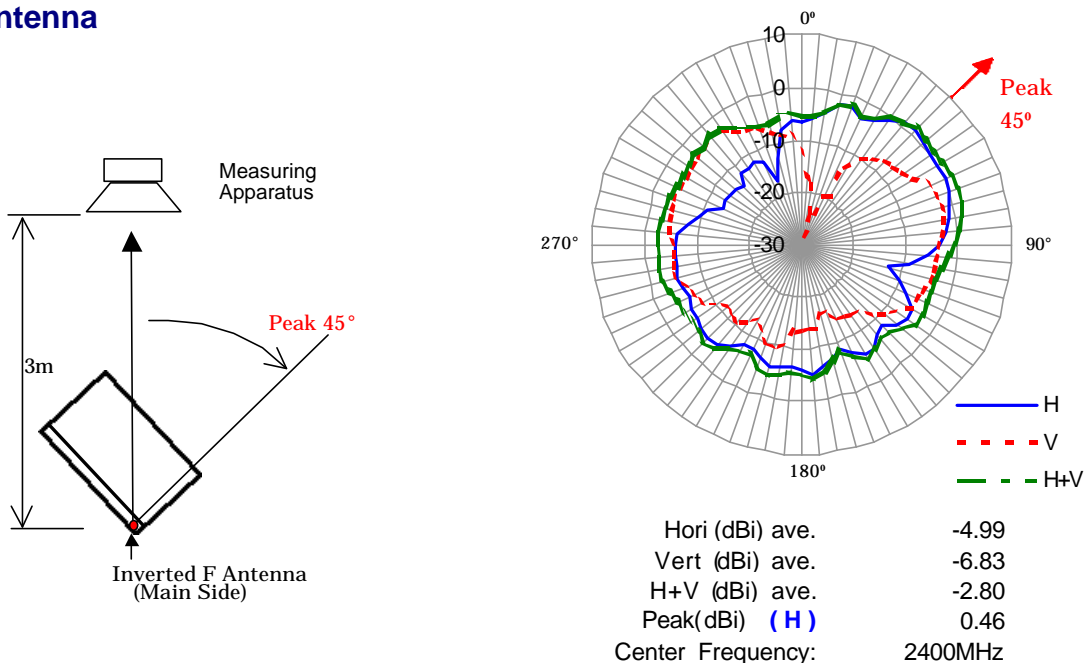 ntenna
Measuring
Apparatus
Peak 45°
3m
Inverted F Antenna
(Main Side)
0º
10
0
-10
-20
-30
Peak
45º
270°
90°
180º
H
V
H+V
Hori (dBi) ave. -4.99
Vert (dBi) ave. -6.83
H+V (dBi) ave. -2.80
Peak(dBi) (H) 0.46
Center Frequency: 2400MHz